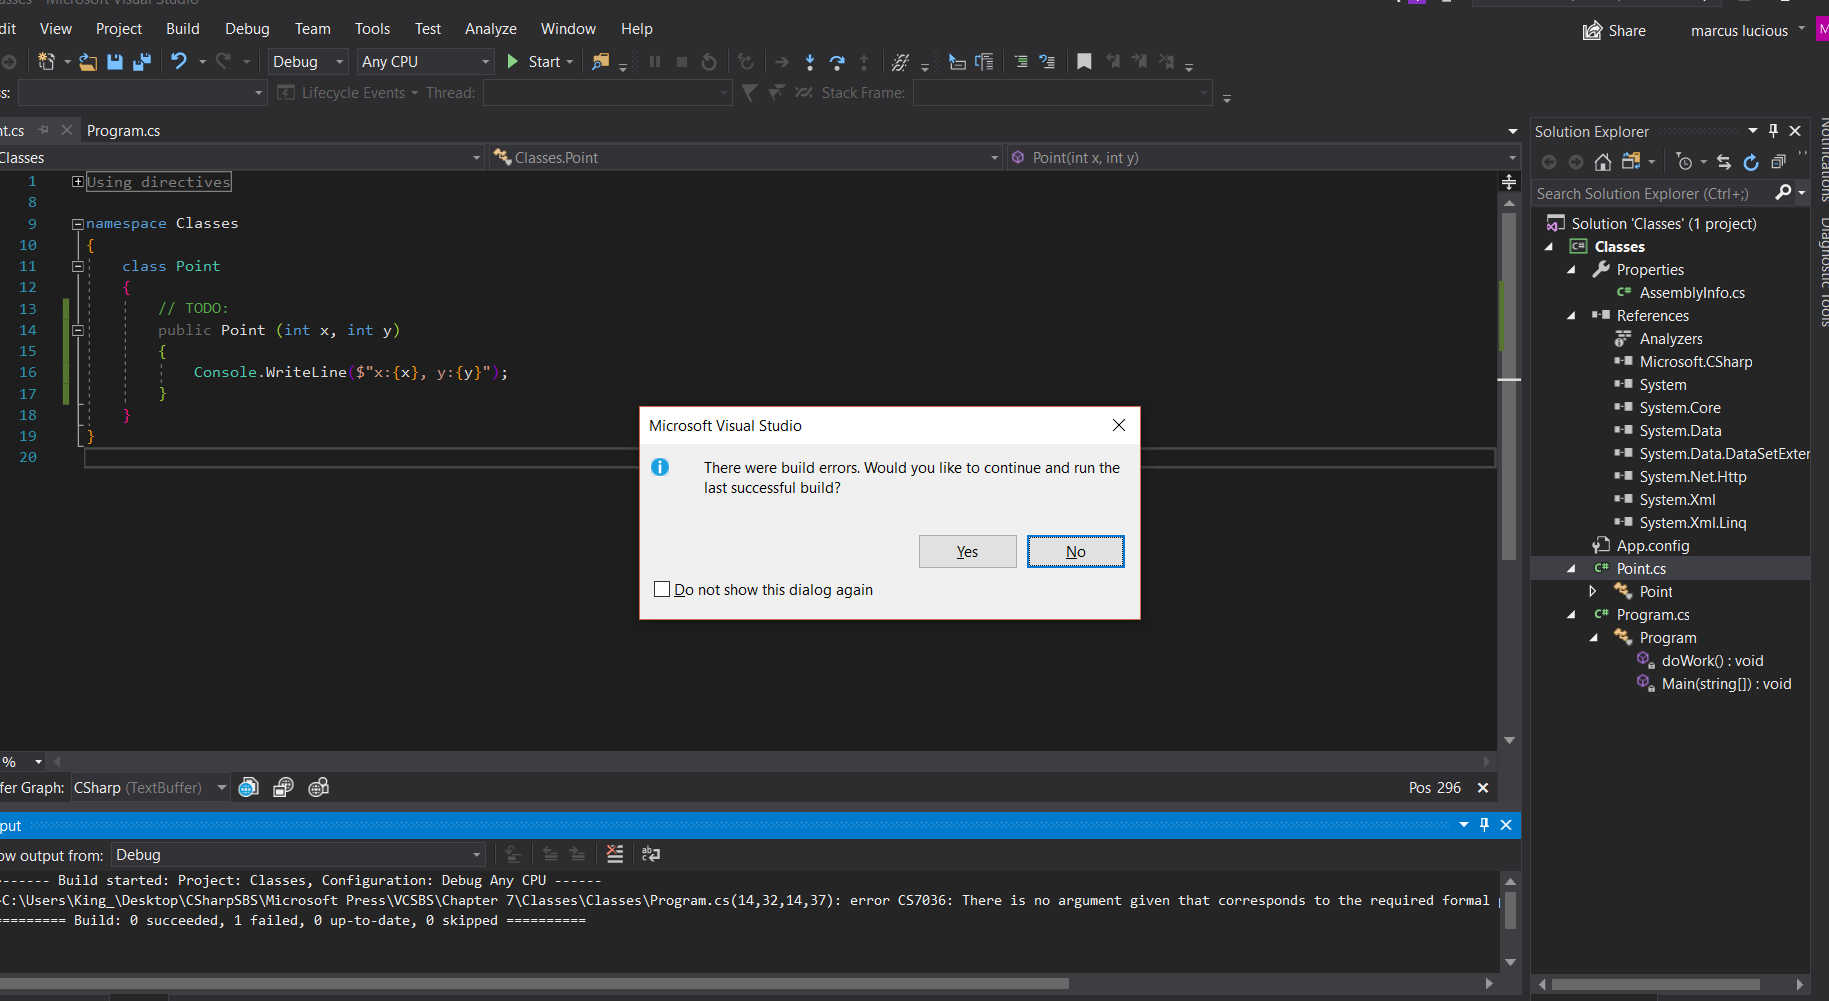 dit View Project Build Debug Team Tools Test Analyze Window Help
Share marcus lucious
Debug Any CPU Start
s: Lifecycle Events Thread: Stack Frame:
nt.cs Program.cs
Classes Classes.Point Point(int x, int y)
1 Using directives
8
9 namespace Classes
10 {
11 class Point
12 {
13 // TODO:
14 public Point (int x, int y)
15 {
16 Console.WriteLine($"x:{x}, y:{y}");
17 }
18 }
19 }
20
Microsoft Visual Studio
There were build errors. Would you like to continue and run the
last successful build?
Yes No
Do not show this dialog again
Solution Explorer
Search Solution Explorer (Ctrl+;)
Solution 'Classes' (1 project)
C# Classes
Properties
C# AssemblyInfo.cs
References
Analyzers
Microsoft.CSharp
System
System.Core
System.Data
System.Data.DataSetExter
System.Net.Http
System.Xml
System.Xml.Linq
App.config
C# Point.cs
Point
C# Program.cs
Program
doWork() : void
Main(string[]) : void
Notifications
Diagnostic Tools
%
fer Graph: CSharp (TextBuffer) Pos 296
put
ow output from: Debug
------ Build started: Project: Classes, Configuration: Debug Any CPU ------
C:\Users\King_\Desktop\CSharpSBS\Microsoft Press\VCSBS\Chapter 7\Classes\Classes\Program.cs(14,32,14,37): error CS7036: There is no argument given that corresponds to the required formal
========= Build: 0 succeeded, 1 failed, 0 up-to-date, 0 skipped ==========